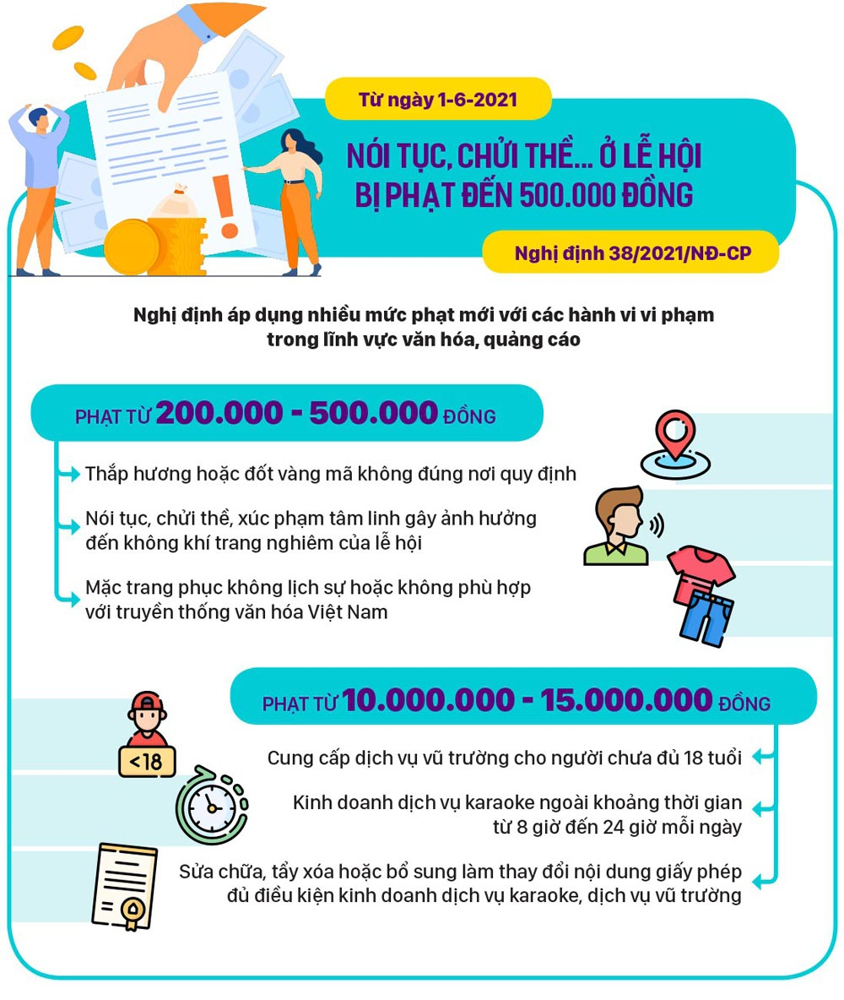 Từ ngày 1-6-2021
NÓI TỤC, CHỬI THỀ... Ở LỄ HỘI
BỊ PHẠT ĐẾN 500.000 ĐỒNG
Nghị định 38/2021/NĐ-CP
Nghị định áp dụng nhiều mức phạt mới với các hành vi vi phạm
trong lĩnh vực văn hóa, quảng cáo
PHẠT TỪ 200.000 - 500.000 ĐỒNG
Thắp hương hoặc đốt vàng mã không đúng nơi quy định
Nói tục, chửi thề, xúc phạm tâm linh gây ảnh hưởng
đến không khí trang nghiêm của lễ hội
Mặc trang phục không lịch sự hoặc không phù hợp
với truyền thống văn hóa Việt Nam
PHẠT TỪ 10.000.000 - 15.000.000 ĐỒNG
<18
Cung cấp dịch vụ vũ trường cho người chưa đủ 18 tuổi
Kinh doanh dịch vụ karaoke ngoài khoảng thời gian
từ 8 giờ đến 24 giờ mỗi ngày
Sửa chữa, tẩy xóa hoặc bổ sung làm thay đổi nội dung giấy phép
đủ điều kiện kinh doanh dịch vụ karaoke, dịch vụ vũ trường